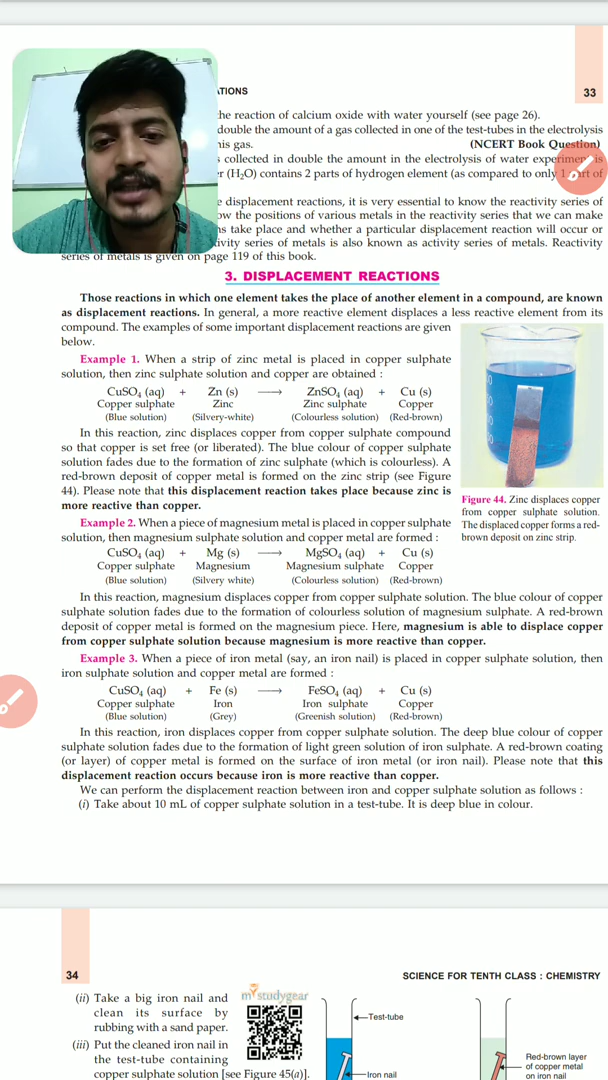 33
he reaction of calcium oxide with water yourself (see page 26).
double the amount of a gas collected in one of the test-tubes in the electrolysis
his gas.
(NCERT Book Question)
collected in double the amount in the electrolysis of water experiment is
(H₂O) contains 2 parts of hydrogen element (as compared to only 1 part of
displacement reactions, it is very essential to know the reactivity series of
the positions of various metals in the reactivity series that we can make
take place and whether a particular displacement reaction will occur or
series of metals is also known as activity series of metals. Reactivity
series of metals is given on page 119 of this book.
3. DISPLACEMENT REACTIONS
Those reactions in which one element takes the place of another element in a compound, are known
as displacement reactions. In general, a more reactive element displaces a less reactive element from its
compound. The examples of some important displacement reactions are given
below.
Example 1. When a strip of zinc metal is placed in copper sulphate
solution, then zinc sulphate solution and copper are obtained :
CuSO₄ (aq) + Zn (s) ⟶ ZnSO₄ (aq) + Cu (s)
Copper sulphate Zinc Zinc sulphate Copper
(Blue solution) (Silvery-white) (Colourless solution) (Red-brown)
In this reaction, zinc displaces copper from copper sulphate compound
so that copper is set free (or liberated). The blue colour of copper sulphate
solution fades due to the formation of zinc sulphate (which is colourless). A
red-brown deposit of copper metal is formed on the zinc strip (see Figure
44). Please note that this displacement reaction takes place because zinc is
more reactive than copper.
Figure 44. Zinc displaces copper
from copper sulphate solution.
The displaced copper forms a red-
brown deposit on zinc strip.
Example 2. When a piece of magnesium metal is placed in copper sulphate
solution, then magnesium sulphate solution and copper metal are formed :
CuSO₄ (aq) + Mg (s) ⟶ MgSO₄ (aq) + Cu (s)
Copper sulphate Magnesium Magnesium sulphate Copper
(Blue solution) (Silvery white) (Colourless solution) (Red-brown)
In this reaction, magnesium displaces copper from copper sulphate solution. The blue colour of copper
sulphate solution fades due to the formation of colourless solution of magnesium sulphate. A red-brown
deposit of copper metal is formed on the magnesium piece. Here, magnesium is able to displace copper
from copper sulphate solution because magnesium is more reactive than copper.
Example 3. When a piece of iron metal (say, an iron nail) is placed in copper sulphate solution, then
iron sulphate solution and copper metal are formed :
CuSO₄ (aq) + Fe (s) ⟶ FeSO₄ (aq) + Cu (s)
Copper sulphate Iron Iron sulphate Copper
(Blue solution) (Grey) (Greenish solution) (Red-brown)
In this reaction, iron displaces copper from copper sulphate solution. The deep blue colour of copper
sulphate solution fades due to the formation of light green solution of iron sulphate. A red-brown coating
(or layer) of copper metal is formed on the surface of iron metal (or iron nail). Please note that this
displacement reaction occurs because iron is more reactive than copper.
We can perform the displacement reaction between iron and copper sulphate solution as follows :
(i) Take about 10 mL of copper sulphate solution in a test-tube. It is deep blue in colour.
34
SCIENCE FOR TENTH CLASS : CHEMISTRY
(ii) Take a big iron nail and
clean its surface by
rubbing with a sand paper.
(iii) Put the cleaned iron nail in
the test-tube containing
copper sulphate solution [see Figure 45(a)].
mystudygear
Test-tube
Iron nail
Red-brown layer
of copper metal
on iron nail